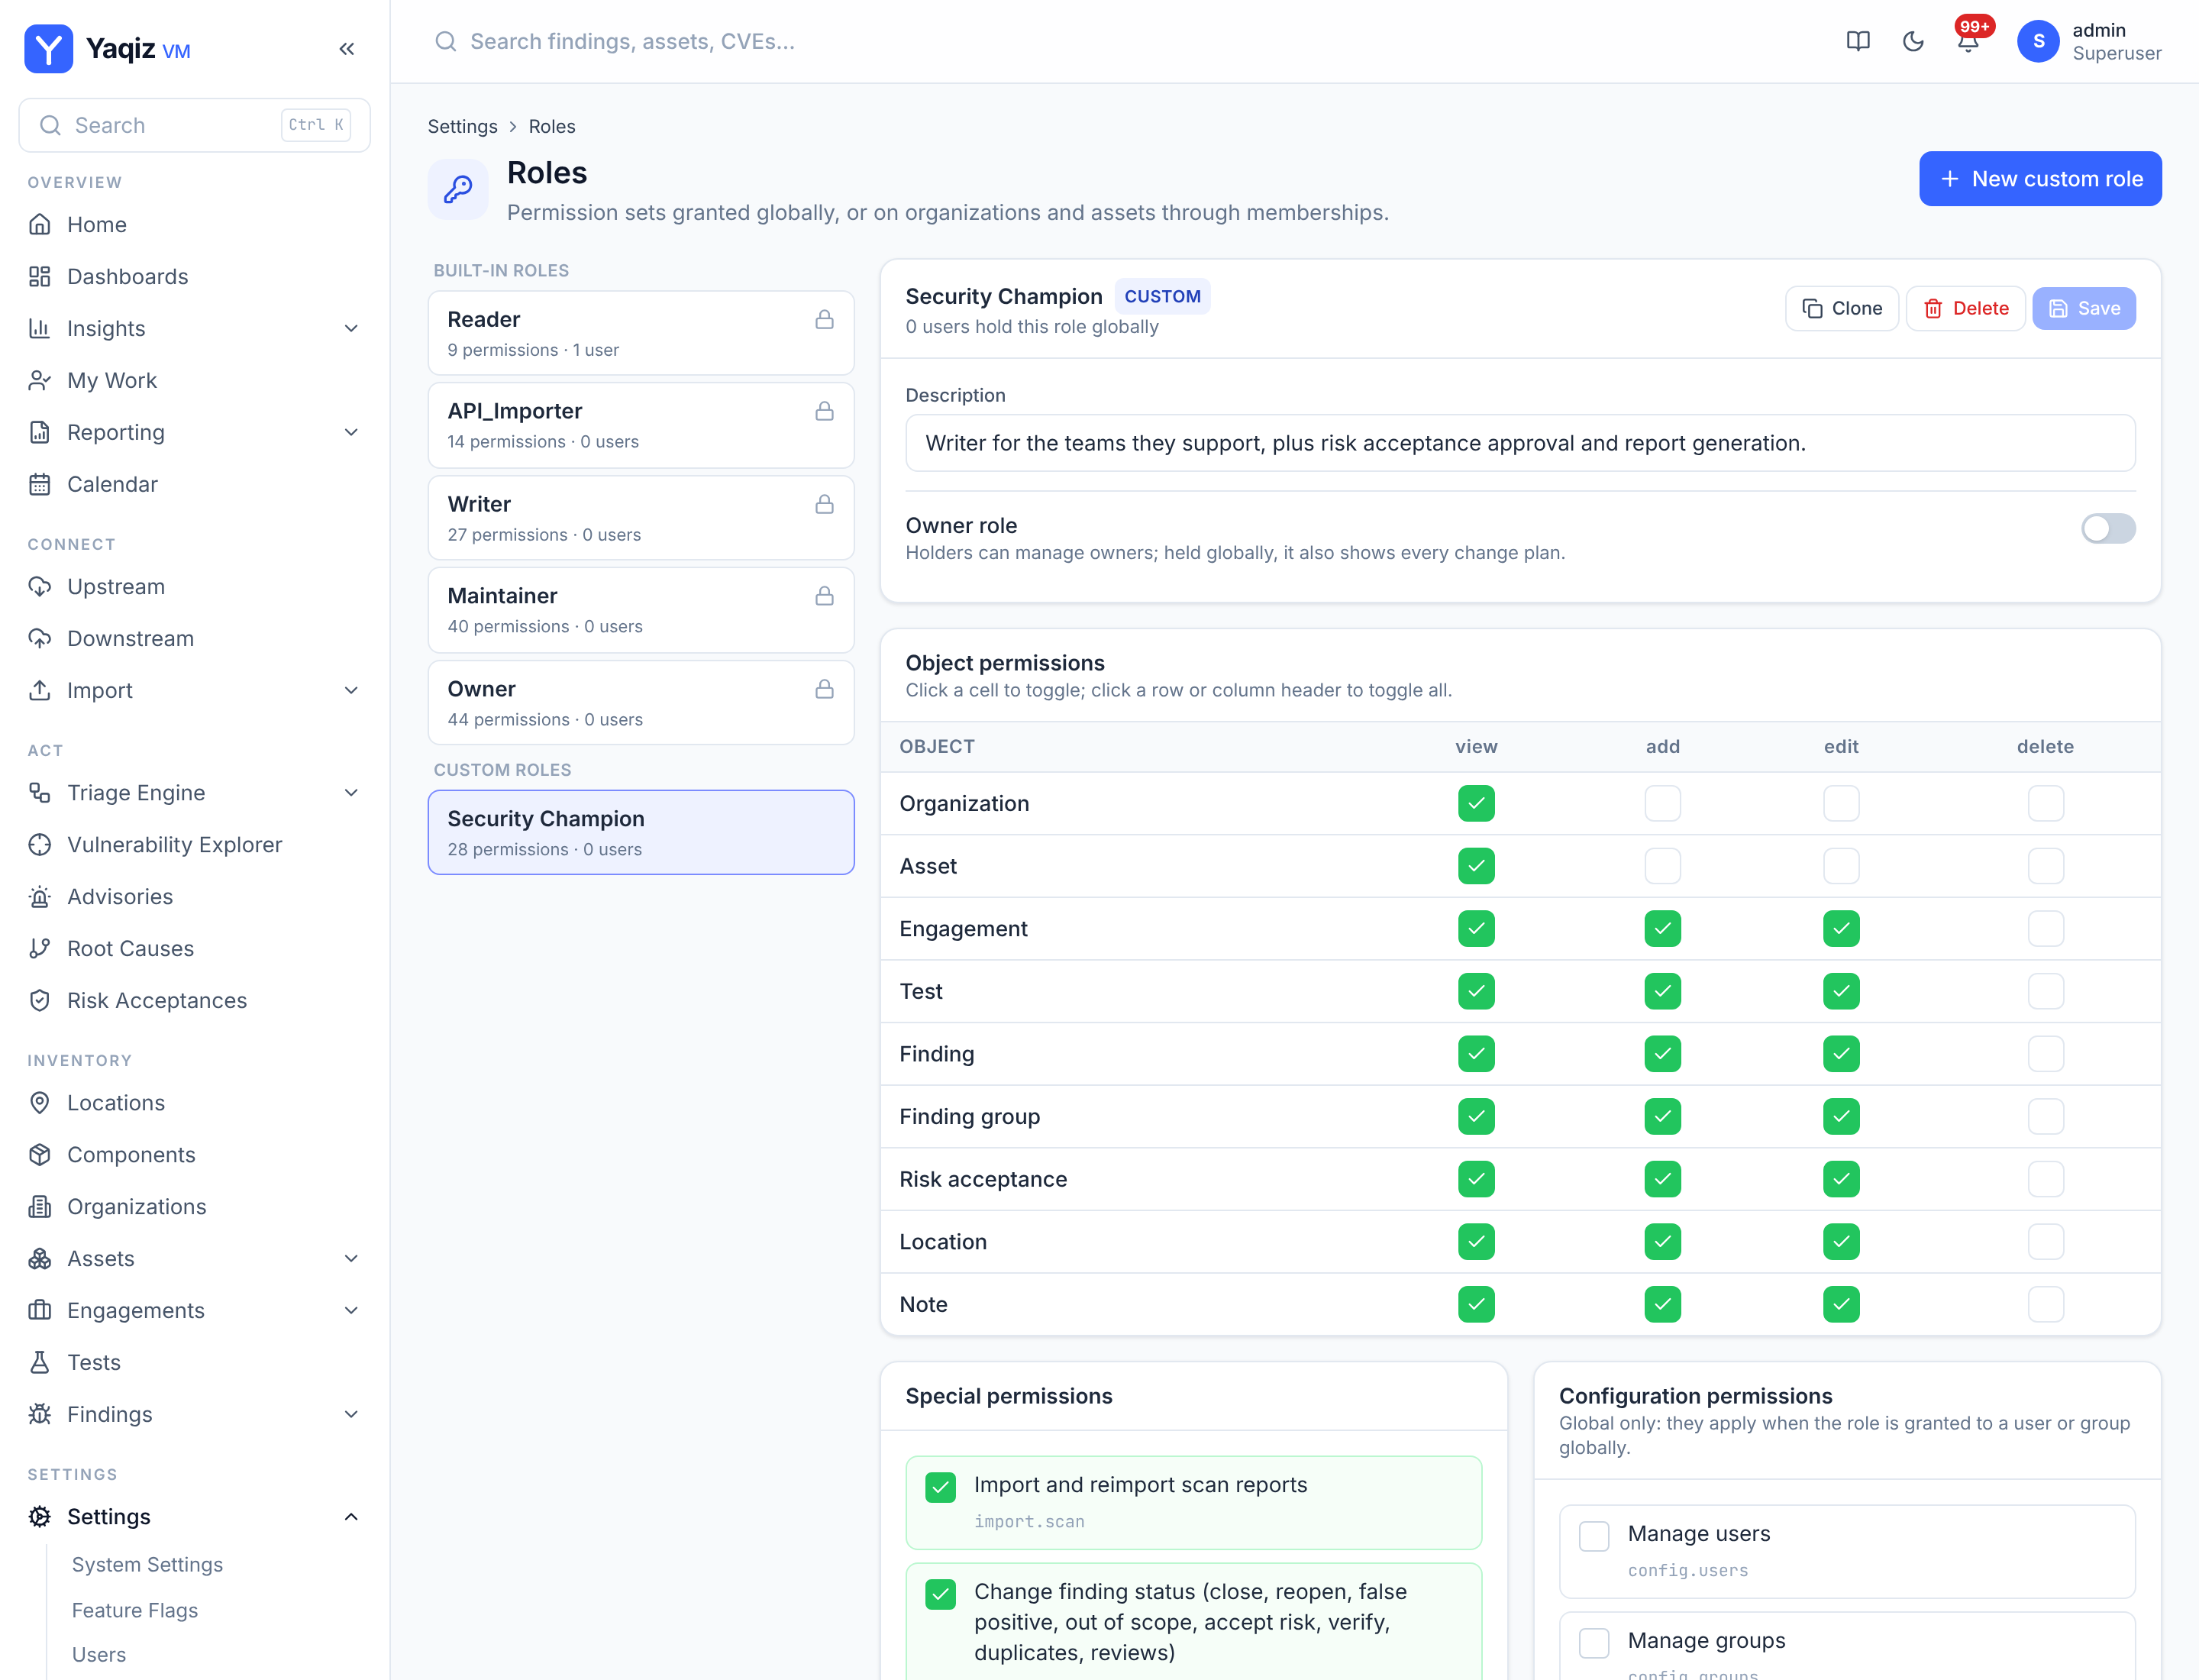 Yaqiz VM
Search
Ctrl K
OVERVIEW
Home
Dashboards
Insights
My Work
Reporting
Calendar
CONNECT
Upstream
Downstream
Import
ACT
Triage Engine
Vulnerability Explorer
Advisories
Root Causes
Risk Acceptances
INVENTORY
Locations
Components
Organizations
Assets
Engagements
Tests
Findings
SETTINGS
Settings
System Settings
Feature Flags
Users
Search findings, assets, CVEs...
99+
S
admin
Superuser
Settings > Roles
Roles
Permission sets granted globally, or on organizations and assets through memberships.
New custom role
BUILT-IN ROLES
Reader
9 permissions · 1 user
API_Importer
14 permissions · 0 users
Writer
27 permissions · 0 users
Maintainer
40 permissions · 0 users
Owner
44 permissions · 0 users
CUSTOM ROLES
Security Champion
28 permissions · 0 users
Security Champion CUSTOM
0 users hold this role globally
Clone
Delete
Save
Description
Writer for the teams they support, plus risk acceptance approval and report generation.
Owner role
Holders can manage owners; held globally, it also shows every change plan.
Object permissions
Click a cell to toggle; click a row or column header to toggle all.
OBJECT view add edit delete
Organization
Asset
Engagement
Test
Finding
Finding group
Risk acceptance
Location
Note
Special permissions
Import and reimport scan reports
import.scan
Change finding status (close, reopen, false
positive, out of scope, accept risk, verify,
duplicates, reviews)
Configuration permissions
Global only: they apply when the role is granted to a user or group
globally.
Manage users
config.users
Manage groups
config.groups